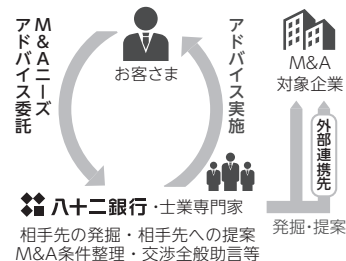 M&Aニーズ
アドバイス委託
お客さま
アドバイス実施
M&A
対象企業
外部連携先
八十二銀行・士業専門家
発掘・提案
相手先の発掘・相手先への提案
M&A条件整理・交渉全般助言等